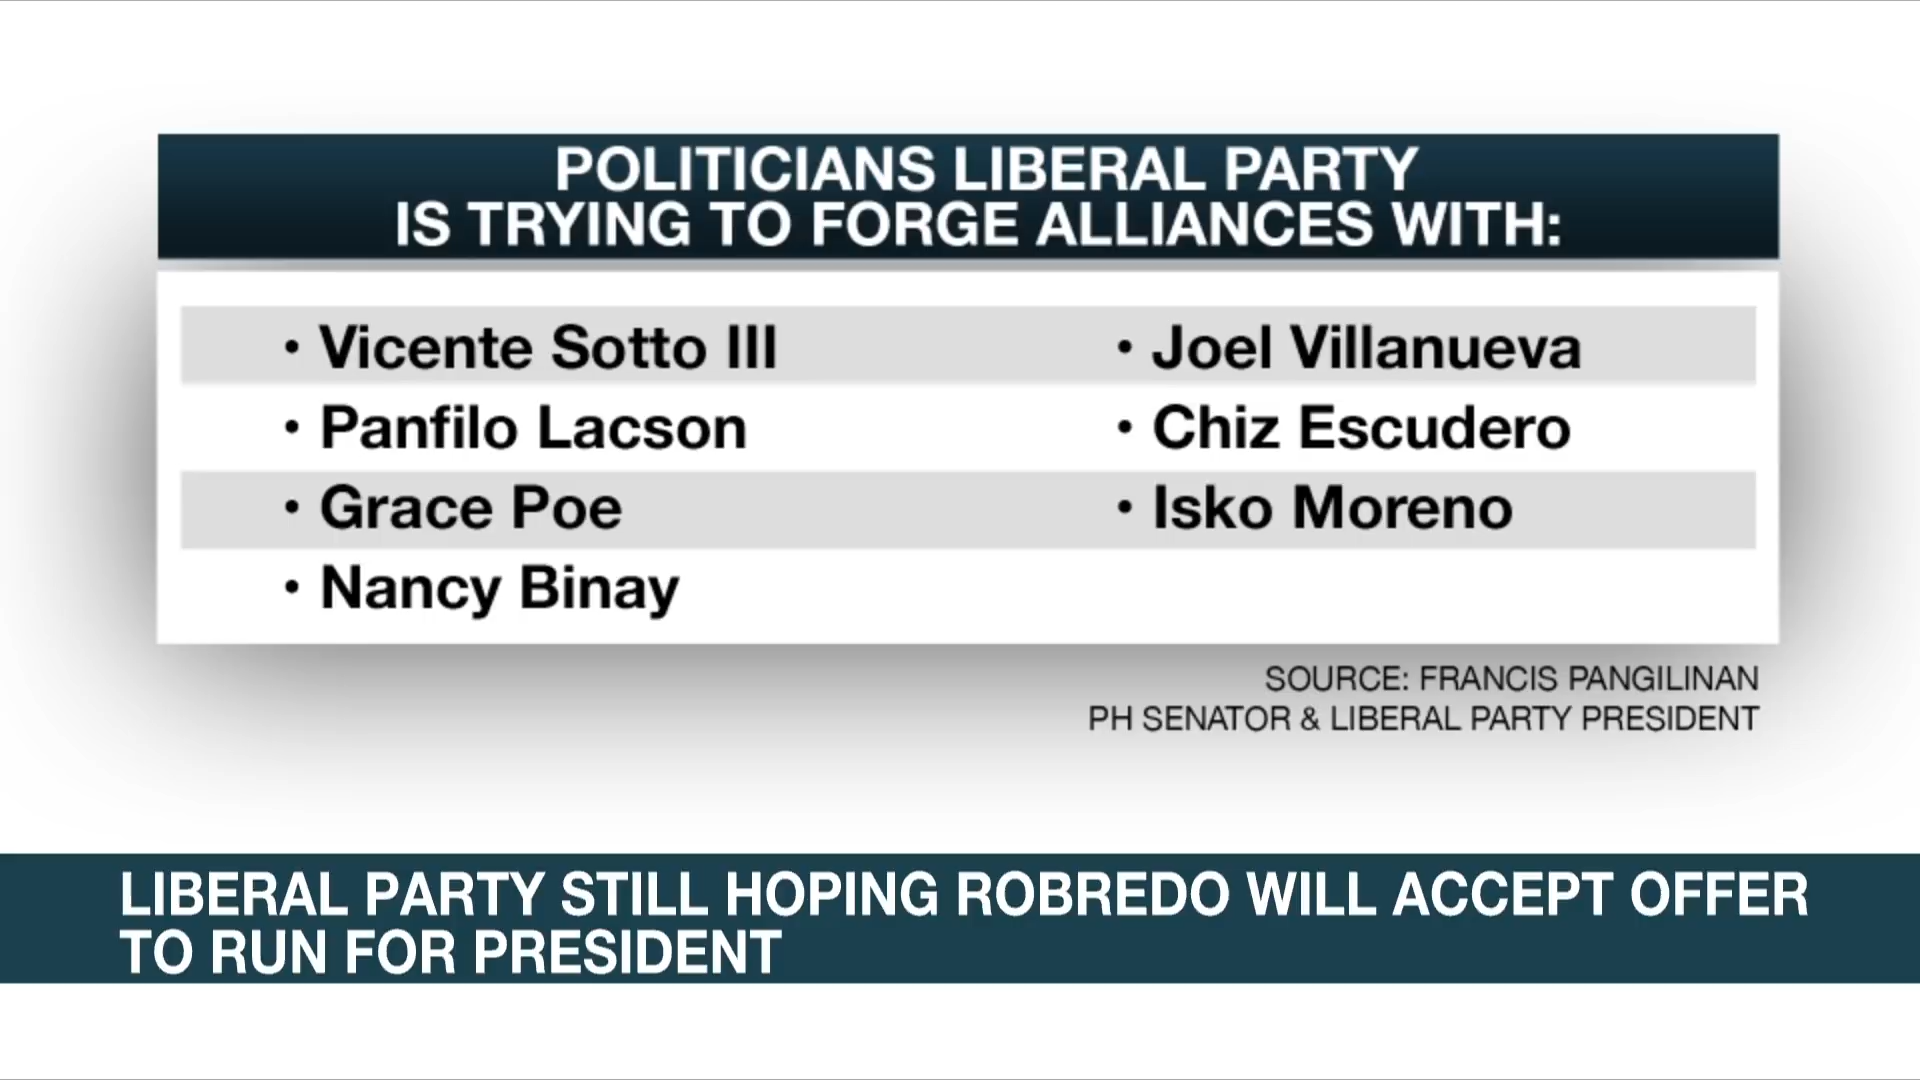 POLITICIANS LIBERAL PARTY
IS TRYING TO FORGE ALLIANCES WITH:
• Vicente Sotto III
• Panfilo Lacson
• Grace Poe
• Nancy Binay
• Joel Villanueva
• Chiz Escudero
• Isko Moreno
SOURCE: FRANCIS PANGILINAN
PH SENATOR & LIBERAL PARTY PRESIDENT
LIBERAL PARTY STILL HOPING ROBREDO WILL ACCEPT OFFER
TO RUN FOR PRESIDENT